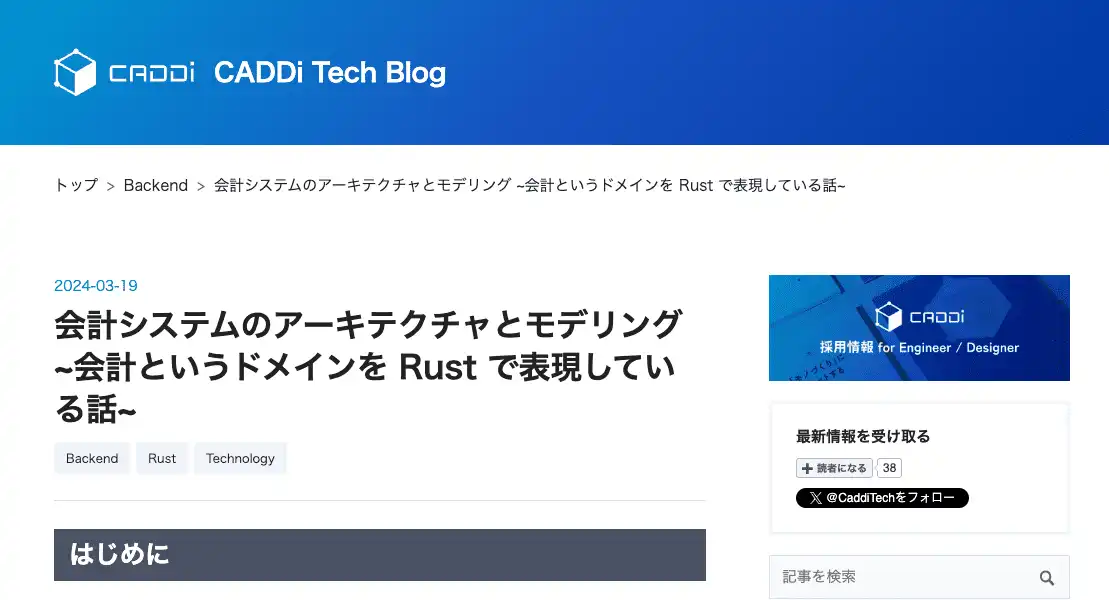 CADDi CADDi Tech Blog
トップ > Backend > 会計システムのアーキテクチャとモデリング ~会計というドメインを Rust で表現している話~
2024-03-19
会計システムのアーキテクチャとモデリング
~会計というドメインを Rust で表現してい
る話~
Backend Rust Technology
はじめに
CADDi
採用情報 for Engineer / Designer
最新情報を受け取る
読者になる 38
@CaddiTechをフォロー
記事を検索